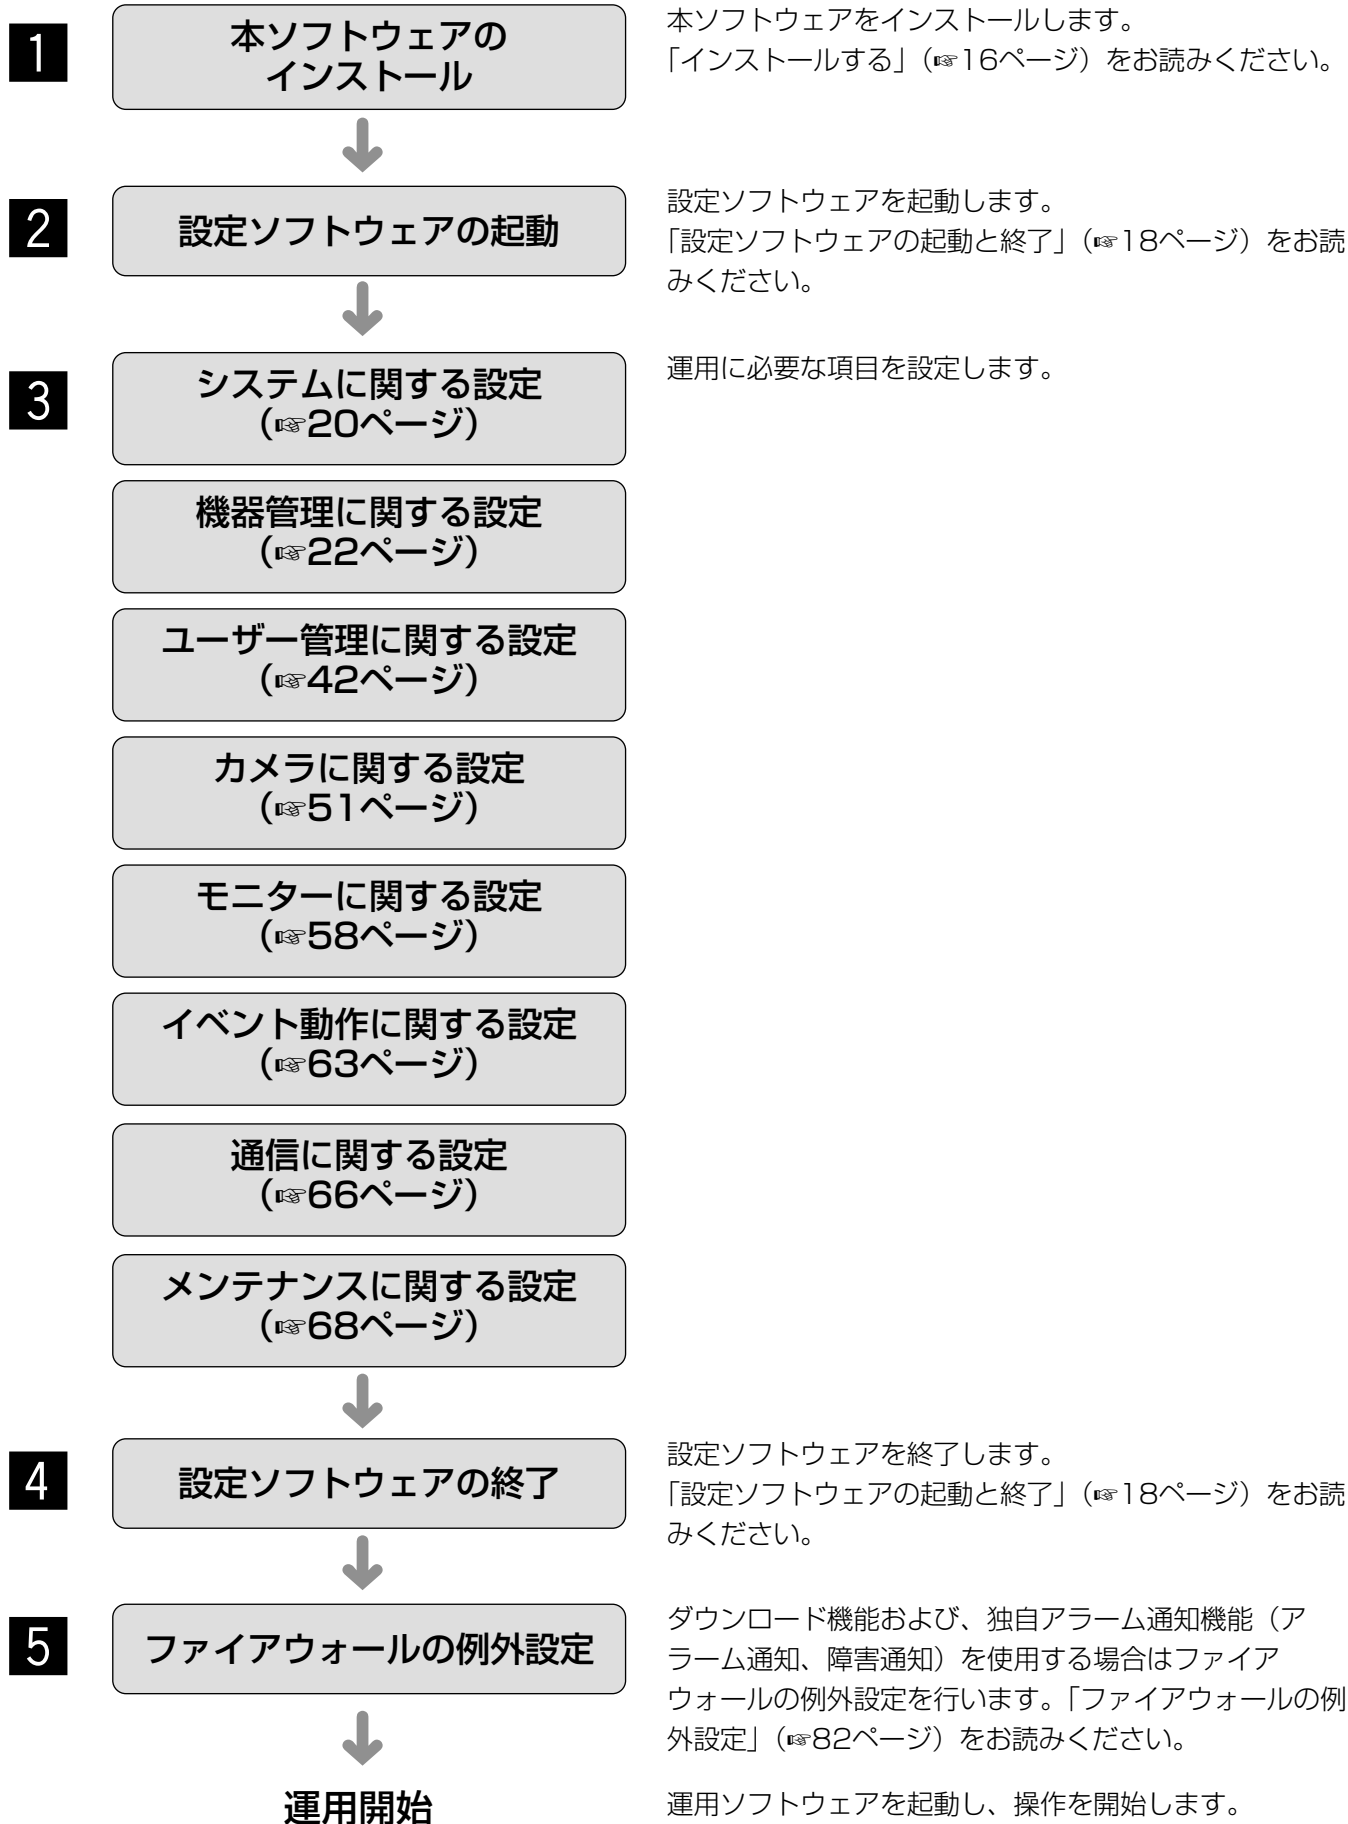 1
本ソフトウェアの
インストール
本ソフトウェアをインストールします。
「インストールする」（☞16ページ）をお読みください。
2
設定ソフトウェアの起動
設定ソフトウェアを起動します。
「設定ソフトウェアの起動と終了」（☞18ページ）をお読
みください。
3
システムに関する設定
（☞20ページ）
運用に必要な項目を設定します。
機器管理に関する設定
（☞22ページ）
ユーザー管理に関する設定
（☞42ページ）
カメラに関する設定
（☞51ページ）
モニターに関する設定
（☞58ページ）
イベント動作に関する設定
（☞63ページ）
通信に関する設定
（☞66ページ）
メンテナンスに関する設定
（☞68ページ）
4
設定ソフトウェアの終了
設定ソフトウェアを終了します。
「設定ソフトウェアの起動と終了」（☞18ページ）をお読
みください。
5
ファイアウォールの例外設定
ダウンロード機能および、独自アラーム通知機能（ア
ラーム通知、障害通知）を使用する場合はファイア
ウォールの例外設定を行います。「ファイアウォールの例
外設定」（☞82ページ）をお読みください。
運用開始
運用ソフトウェアを起動し、操作を開始します。